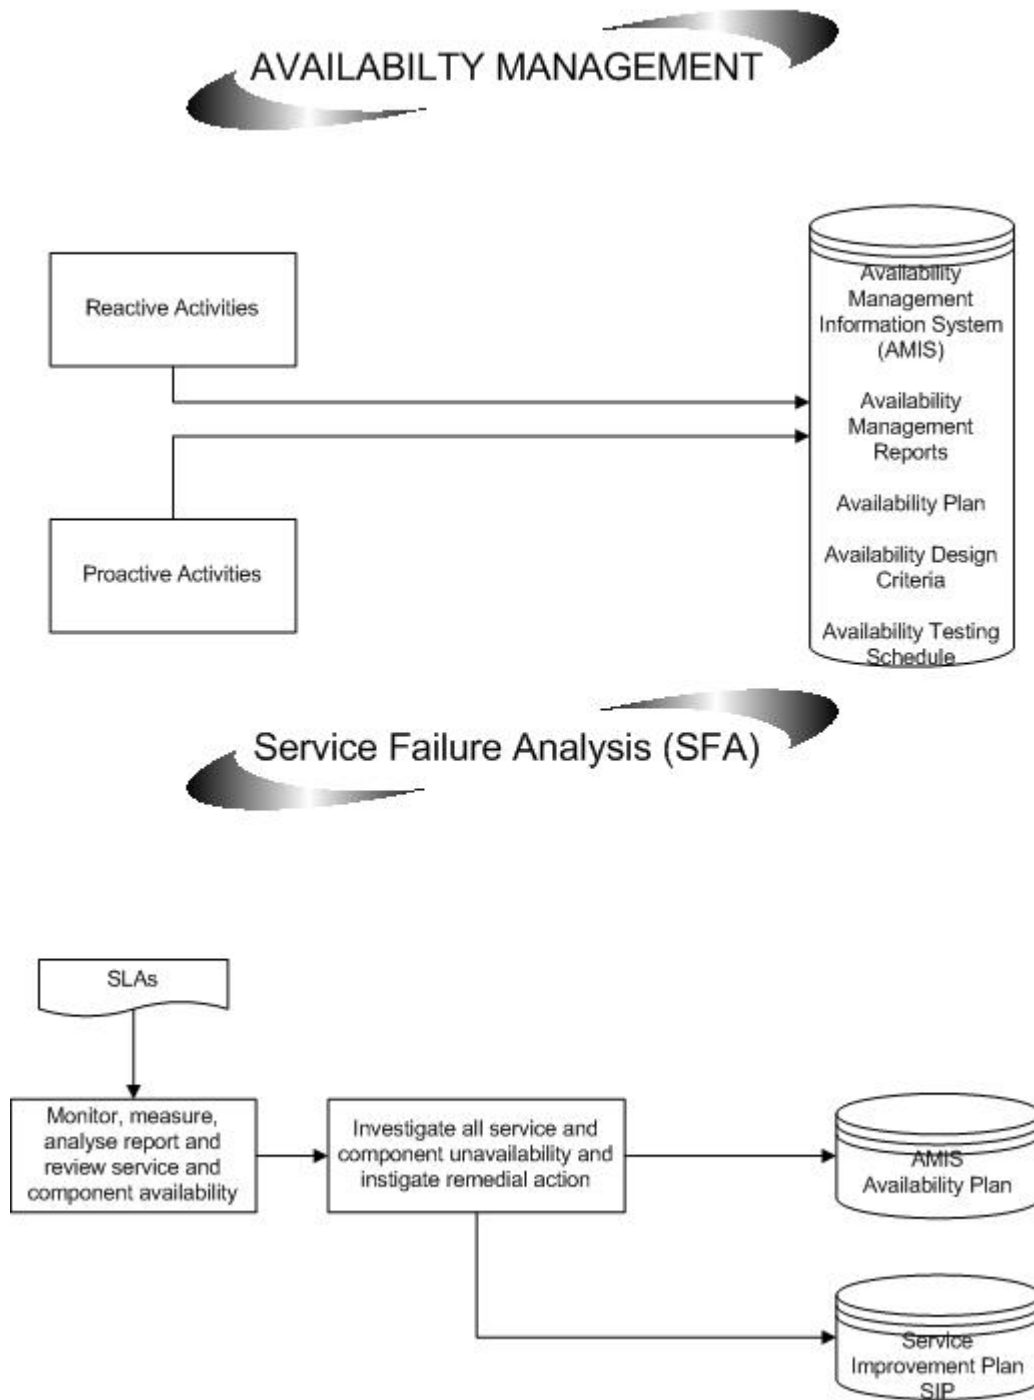 AVAILABILTY MANAGEMENT
Reactive Activities
Proactive Activities
Availability
Management
Information System
(AMIS)
Availability
Management
Reports
Availability Plan
Availability Design
Criteria
Availability Testing
Schedule
Service Failure Analysis (SFA)
SLAs
Monitor, measure,
analyse report and
review service and
component availability
Investigate all service and
component unavailability and
instigate remedial action
AMIS
Availability Plan
Service
Improvement Plan
SIP